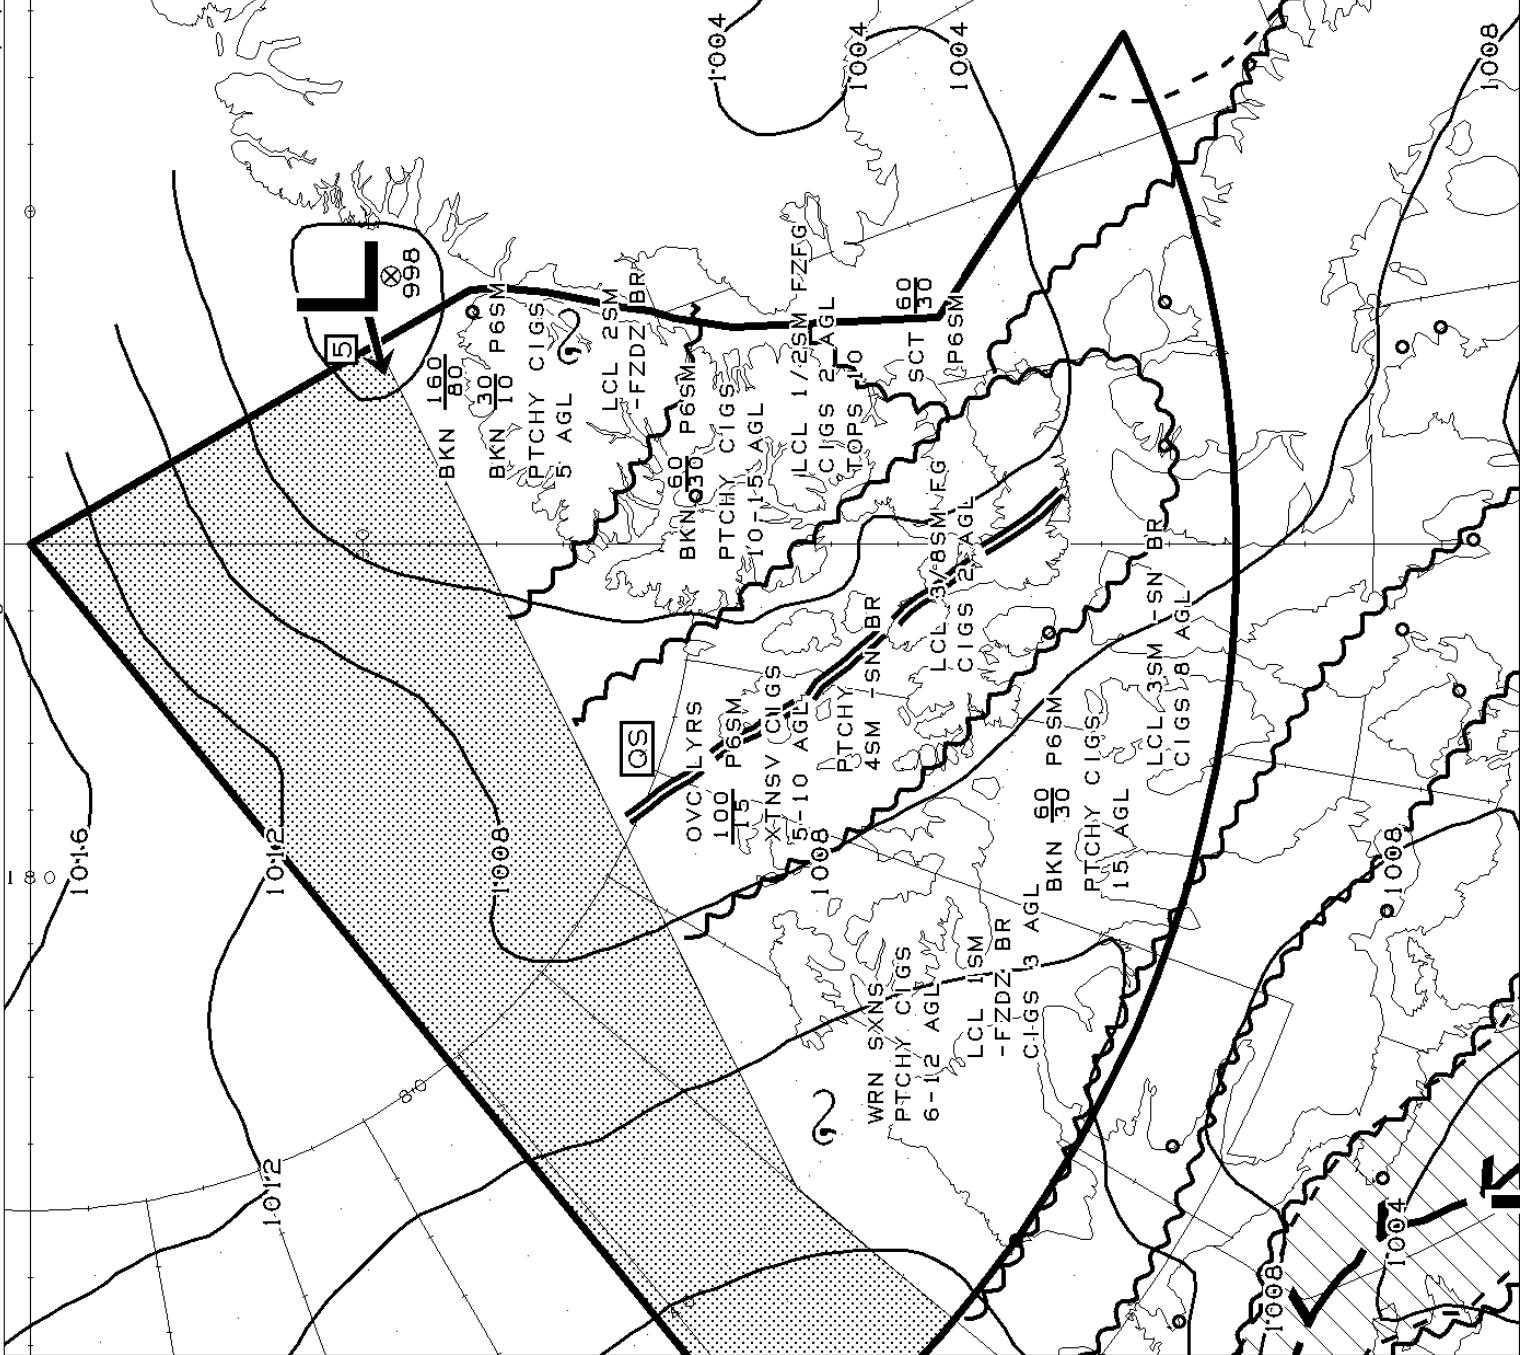 1004
1004
1004
1008
998
5
L
BKN 160
80
BKN 30 P6SM
10
PTCHY CIGS
5 AGL
LCL 2SM
-FZDZ BR
BKN 60 P6SM
30
PTCHY CIGS
10-15 AGL
LCL 1/2SM FZFG
CIGS 2 AGL
TOPS 10
SCT 60
30
P6SM
QS
OVC LYRS
100 P6SM
15
XTNSV CIGS
5-10 AGL
PTCHY
4SM -SN BR
LCL 3/8SM FG
CIGS 2 AGL
BKN 60 P6SM
30
PTCHY CIGS
15 AGL
LCL 3SM -SN BR
CIGS 8 AGL
WRN SXNS
PTCHY CIGS
6-12 AGL
LCL 1SM
-FZDZ BR
CIGS 3 AGL
1016
180
1012
1008
1008
1008
1012
80
1004
1008